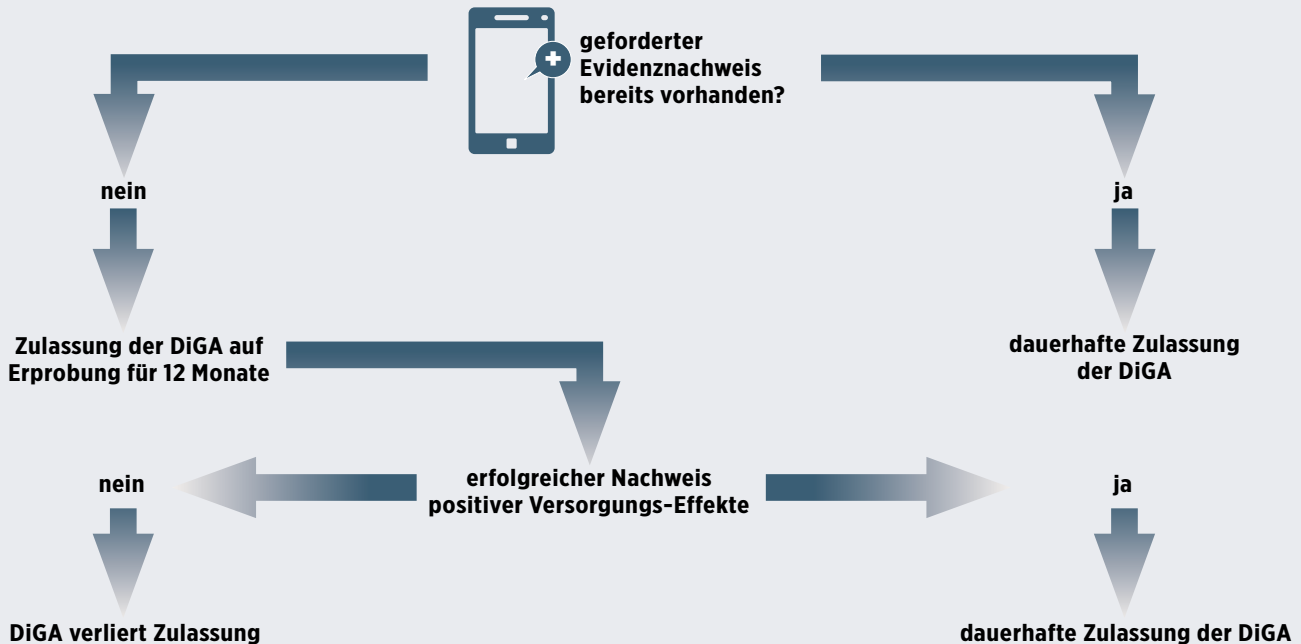 geforderter
Evidenznachweis
bereits vorhanden?
nein
ja
Zulassung der DiGA auf
Erprobung für 12 Monate
dauerhafte Zulassung
der DiGA
erfolgreicher Nachweis
positiver Versorgungs-Effekte
nein
ja
DiGA verliert Zulassung
dauerhafte Zulassung der DiGA